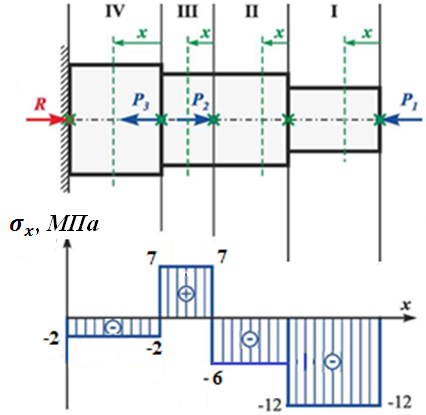 IV III II I
x x x x
R P₃ P₂ P₁
σₓ, МПа
7 7
+
x
-2 - -2
- -
-6
-12 -12